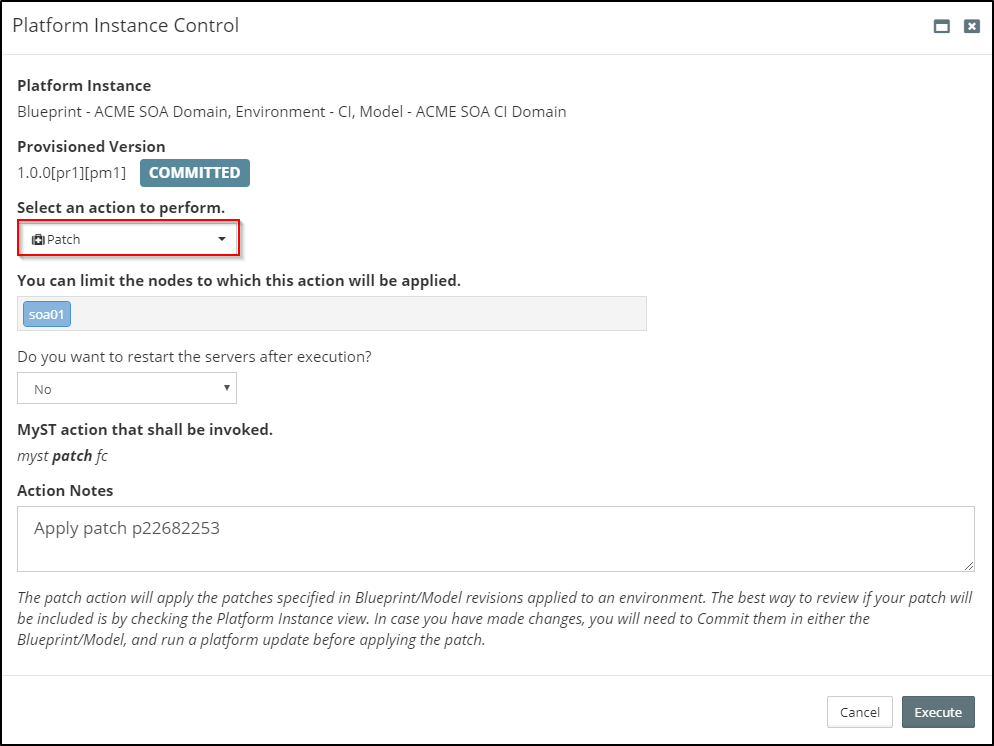 Platform Instance Control
Platform Instance
Blueprint - ACME SOA Domain, Environment - CI, Model - ACME SOA CI Domain
Provisioned Version
1.0.0[pr1][pm1] COMMITTED
Select an action to perform.
Patch
You can limit the nodes to which this action will be applied.
soa01
Do you want to restart the servers after execution?
No
MyST action that shall be invoked.
myst patch fc
Action Notes
Apply patch p22682253
The patch action will apply the patches specified in Blueprint/Model revisions applied to an environment. The best way to review if your patch will
be included is by checking the Platform Instance view. In case you have made changes, you will need to Commit them in either the
Blueprint/Model, and run a platform update before applying the patch.
Cancel Execute